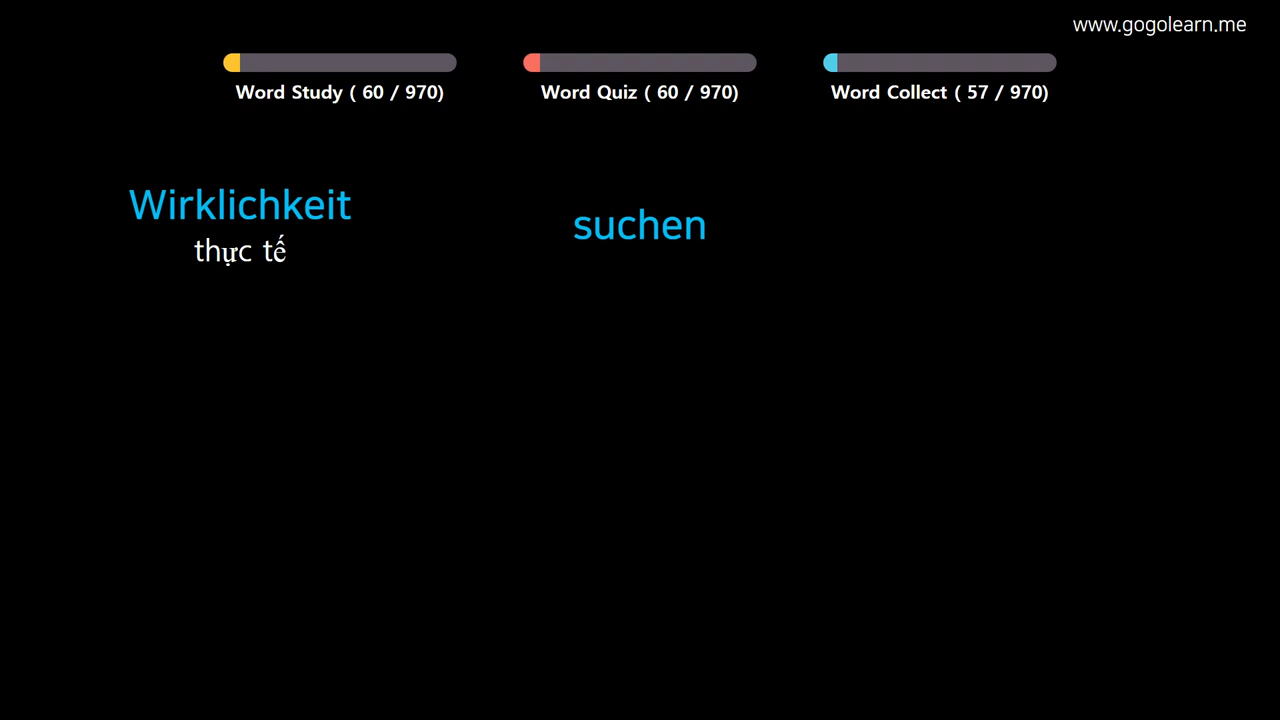 www.gogolearn.me
Word Study ( 60 / 970)
Word Quiz ( 60 / 970)
Word Collect ( 57 / 970)
Wirklichkeit
thực tế
suchen